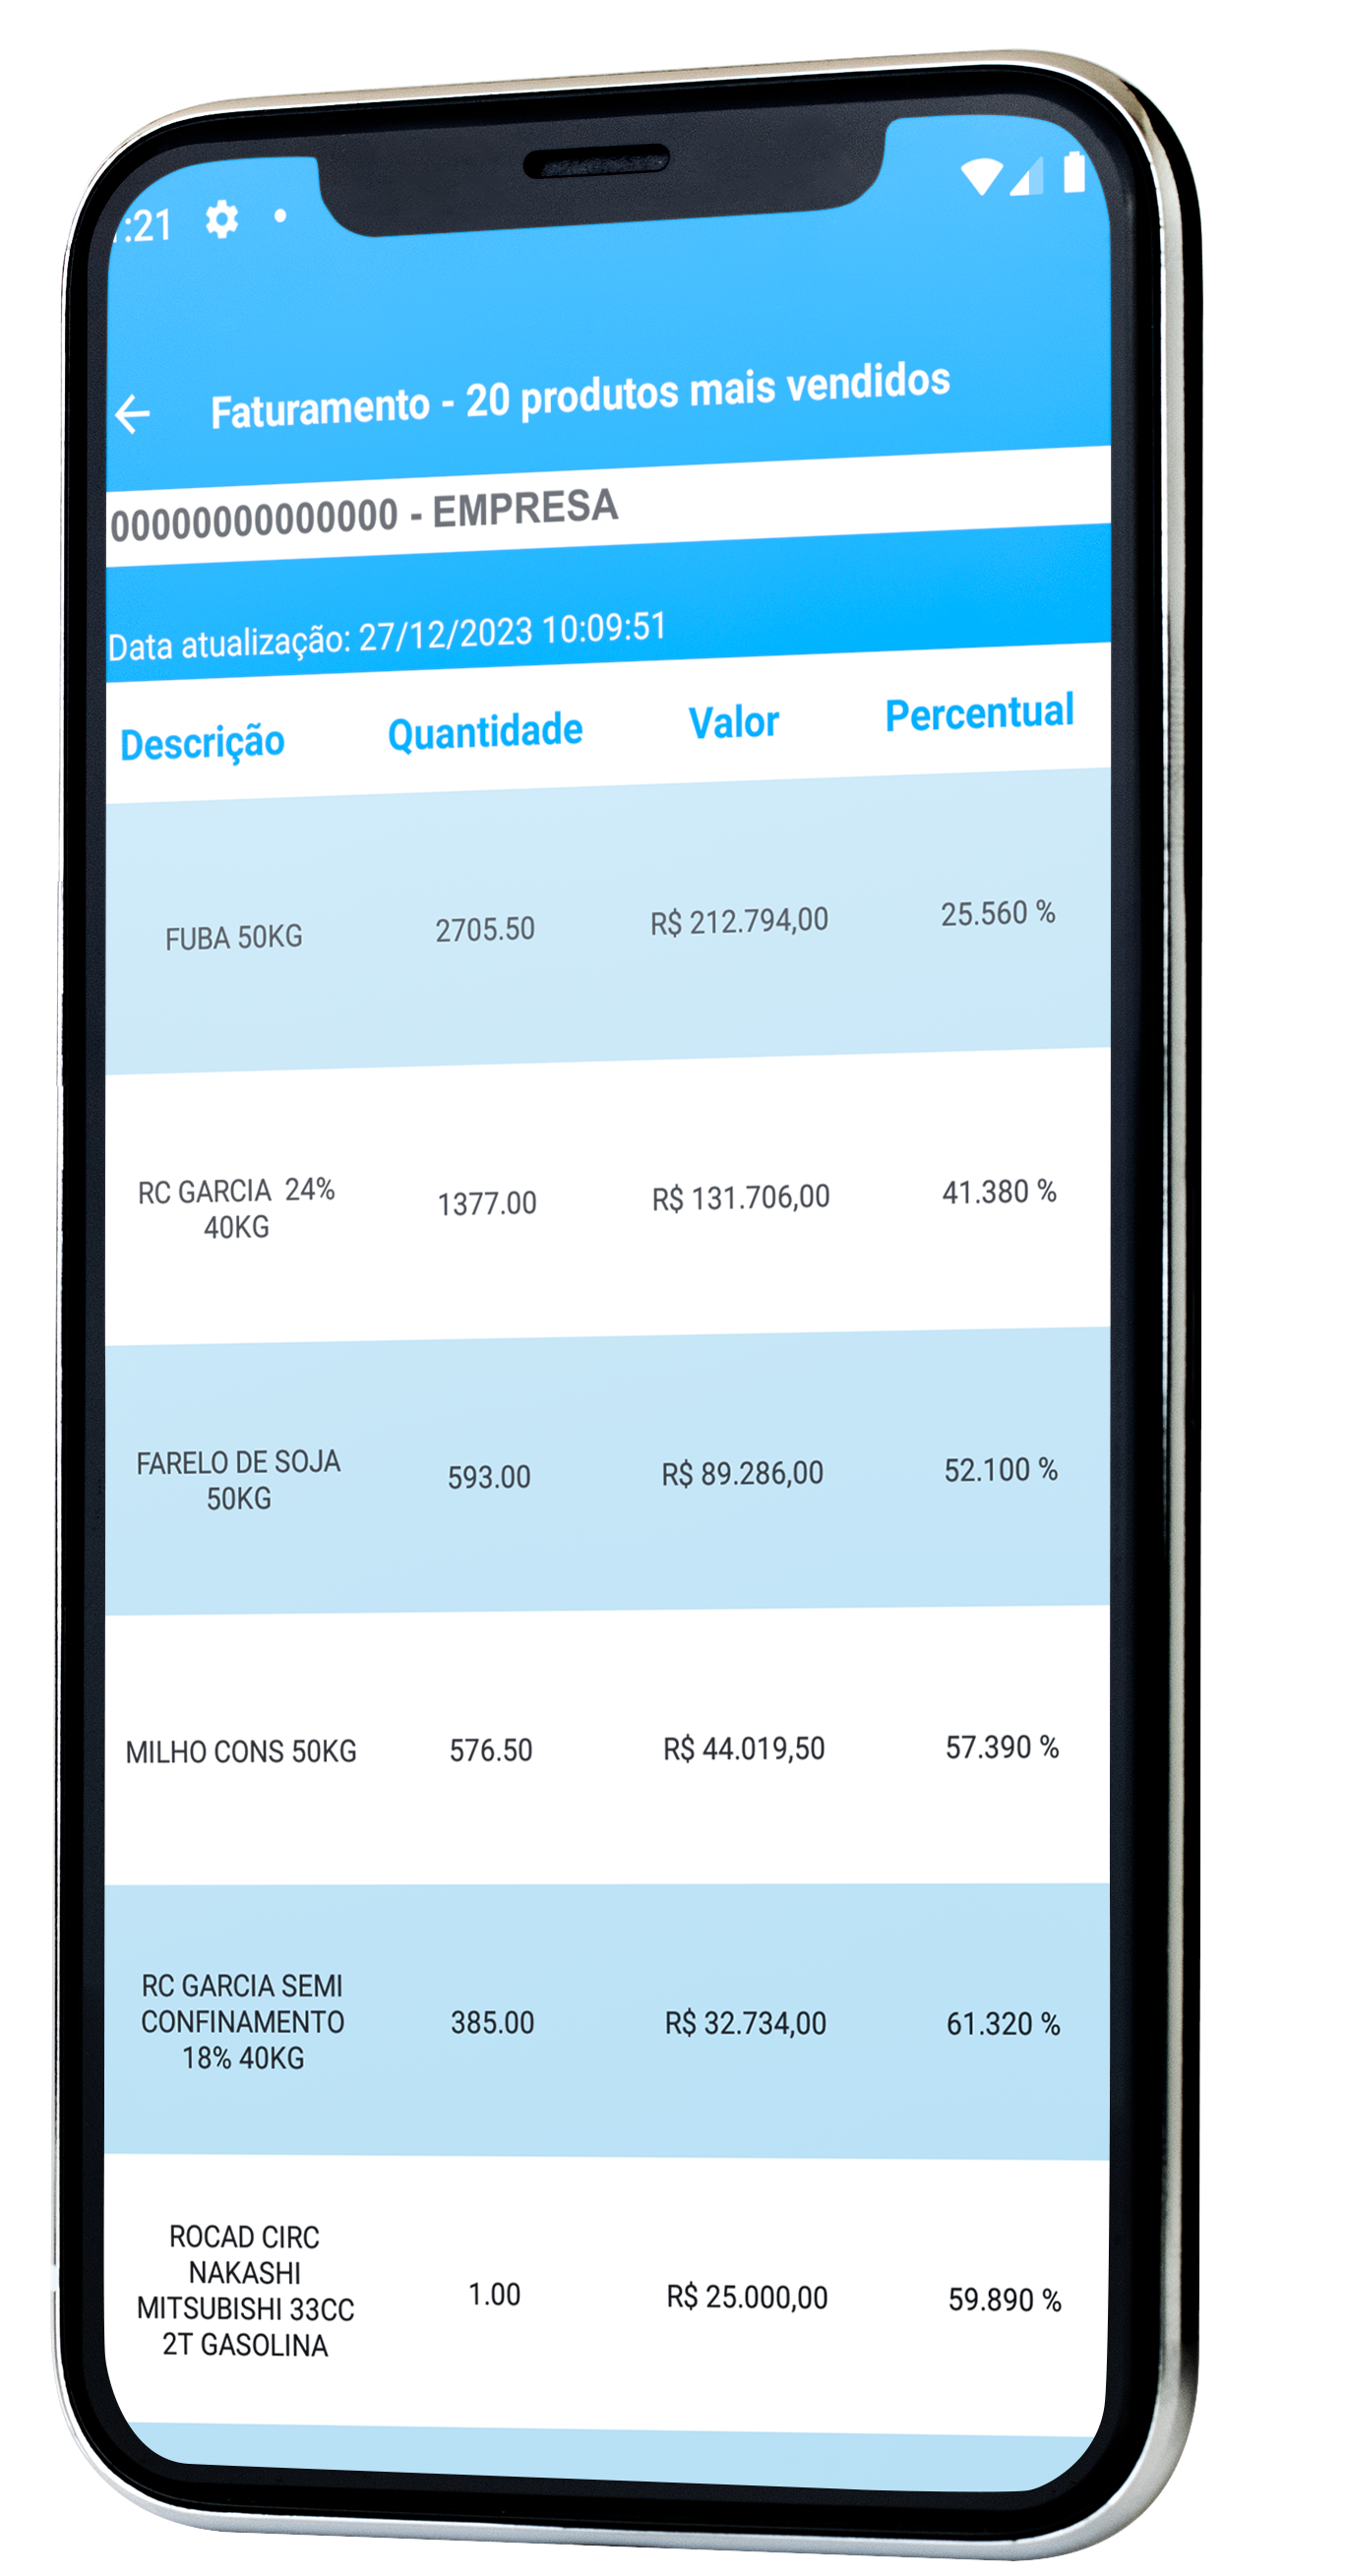 :21
Faturamento - 20 produtos mais vendidos
00000000000000 - EMPRESA
Data atualização: 27/12/2023 10:09:51
Descrição Quantidade Valor Percentual
FUBA 50KG 2705.50 R$ 212.794,00 25.560 %
RC GARCIA 24%
40KG 1377.00 R$ 131.706,00 41.380 %
FARELO DE SOJA
50KG 593.00 R$ 89.286,00 52.100 %
MILHO CONS 50KG 576.50 R$ 44.019,50 57.390 %
RC GARCIA SEMI
CONFINAMENTO 385.00 R$ 32.734,00 61.320 %
18% 40KG
ROCAD CIRC
NAKASHI
MITSUBISHI 33CC 1.00 R$ 25.000,00 59.890 %
2T GASOLINA